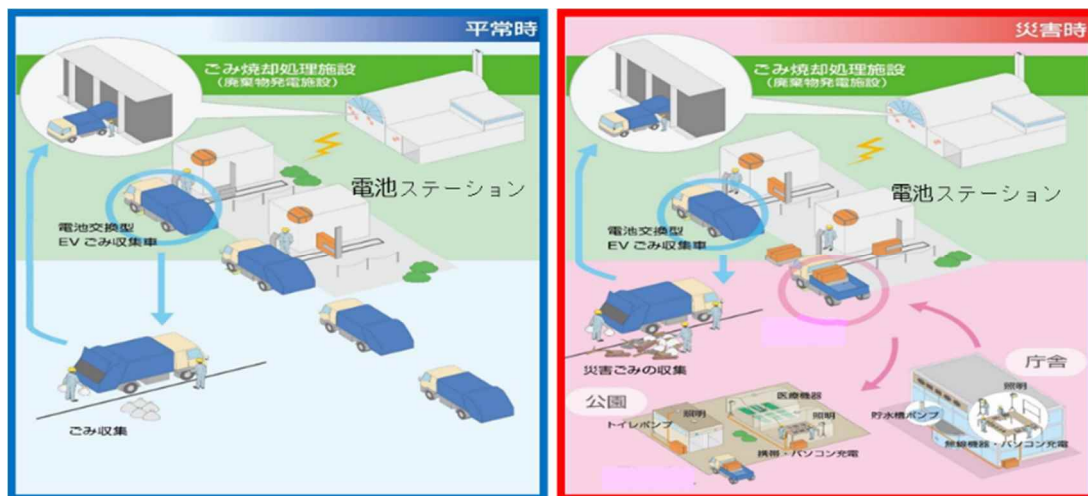 平常時
ごみ焼却処理施設
(廃棄物発電施設)
電池ステーション
電池交換型
EVごみ収集車
ごみ収集
災害時
ごみ焼却処理施設
(廃棄物発電施設)
電池ステーション
電池交換型
EVごみ収集車
災害ごみの収集
公園
照明
トイレポンプ
医療機器
照明
携帯・パソコン充電
庁舎
照明
貯水槽ポンプ
無線機器・パソコン充電